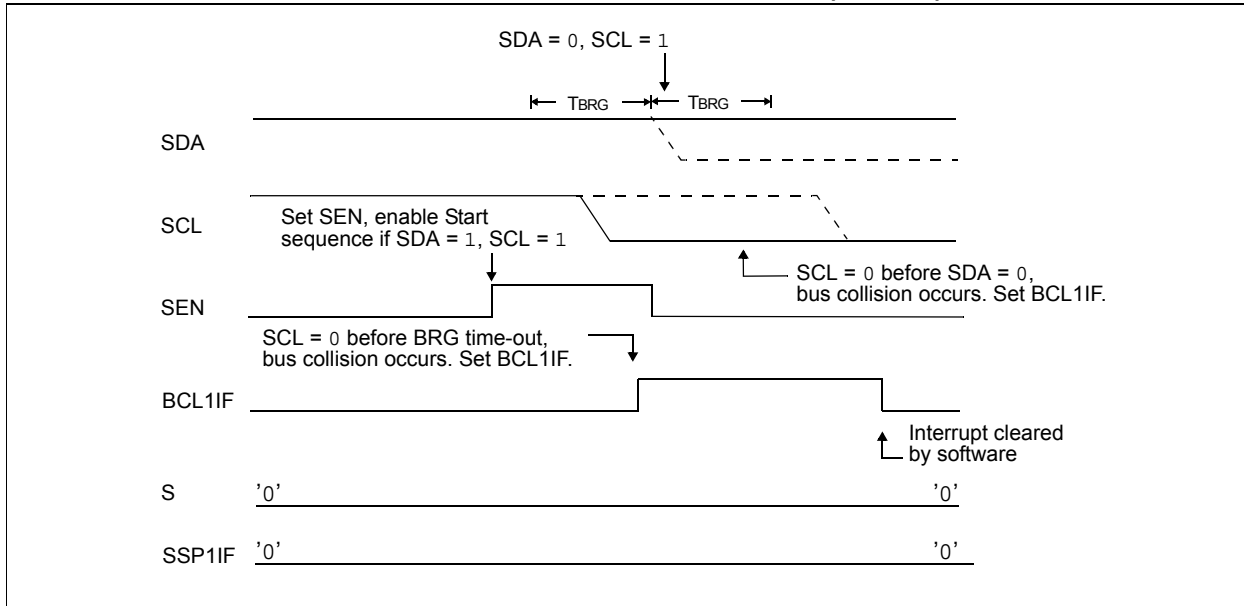 SDA = 0, SCL = 1
TBRG TBRG
SDA
SCL
Set SEN, enable Start
sequence if SDA = 1, SCL = 1
SCL = 0 before SDA = 0,
bus collision occurs. Set BCL1IF.
SEN
SCL = 0 before BRG time-out,
bus collision occurs. Set BCL1IF.
BCL1IF
Interrupt cleared
by software
S '0' '0'
SSP1IF '0' '0'